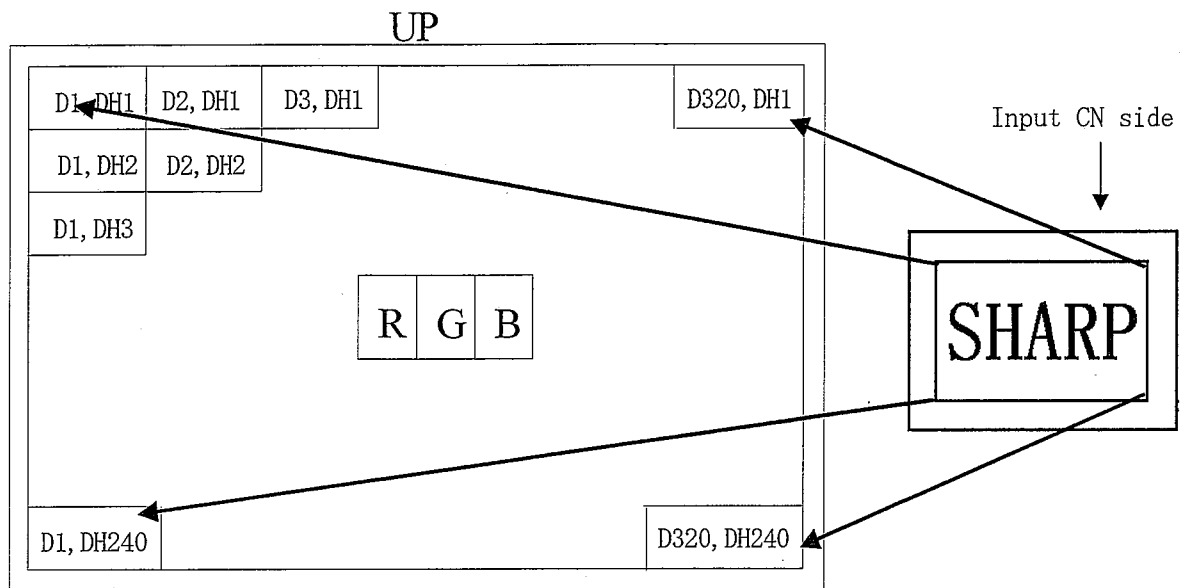 UP
D1, DH1 D2, DH1 D3, DH1 D320, DH1
Input CN side
D1, DH2 D2, DH2
D1, DH3
R G B
SHARP
D1, DH240 D320, DH240